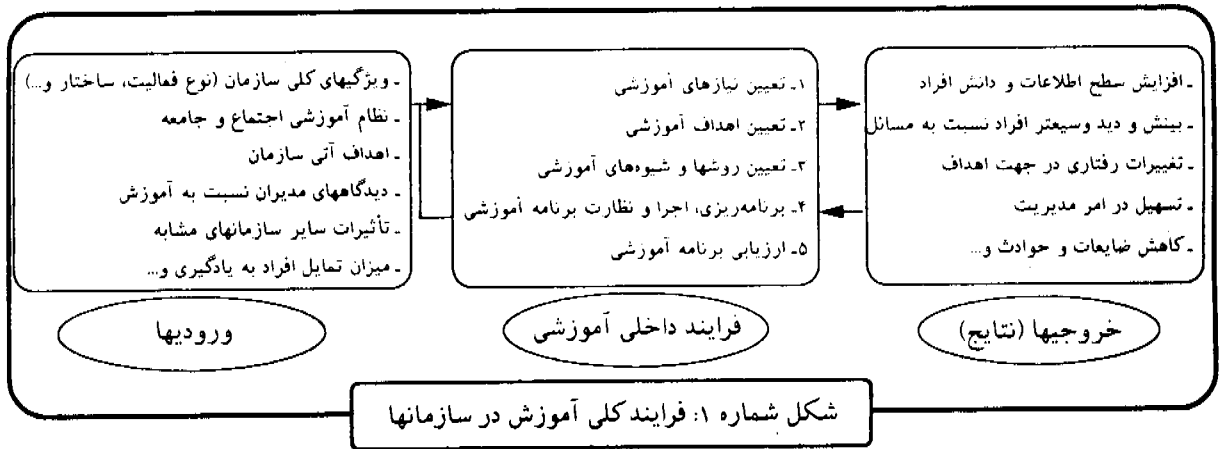 ـ ویژگیهای کلی سازمان (نوع فعالیت، ساختار و...)
ـ نظام آموزشی اجتماع و جامعه
ـ اهداف آتی سازمان
ـ دیدگاههای مدیران نسبت به آموزش
ـ تأثیرات سایر سازمانهای مشابه
ـ میزان تمایل افراد به یادگیری و...
ورودیها
۱ـ تعیین نیازهای آموزشی
۲ـ تعیین اهداف آموزشی
۳ـ تعیین روشها و شیوه‌های آموزشی
۴ـ برنامه‌ریزی، اجرا و نظارت برنامه آموزشی
۵ـ ارزیابی برنامه آموزشی
فرایند داخلی آموزشی
ـ افزایش سطح اطلاعات و دانش افراد
ـ بینش و دید وسیعتر افراد نسبت به مسائل
ـ تغییرات رفتاری در جهت اهداف
ـ تسهیل در امر مدیریت
ـ کاهش ضایعات و حوادث و...
خروجیها (نتایج)
شکل شماره ۱: فرایند کلی آموزش در سازمانها